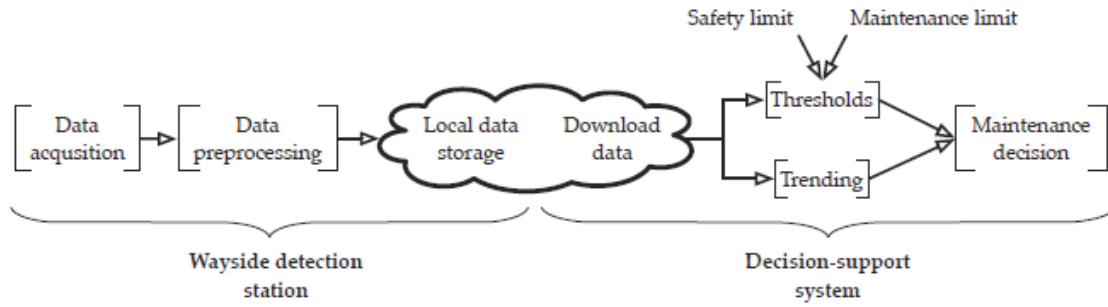 Safety limit
Maintenance limit
Data
acqusition
Data
preprocessing
Local data
storage
Download
data
Thresholds
Trending
Maintenance
decision
Wayside detection
station
Decision-support
system